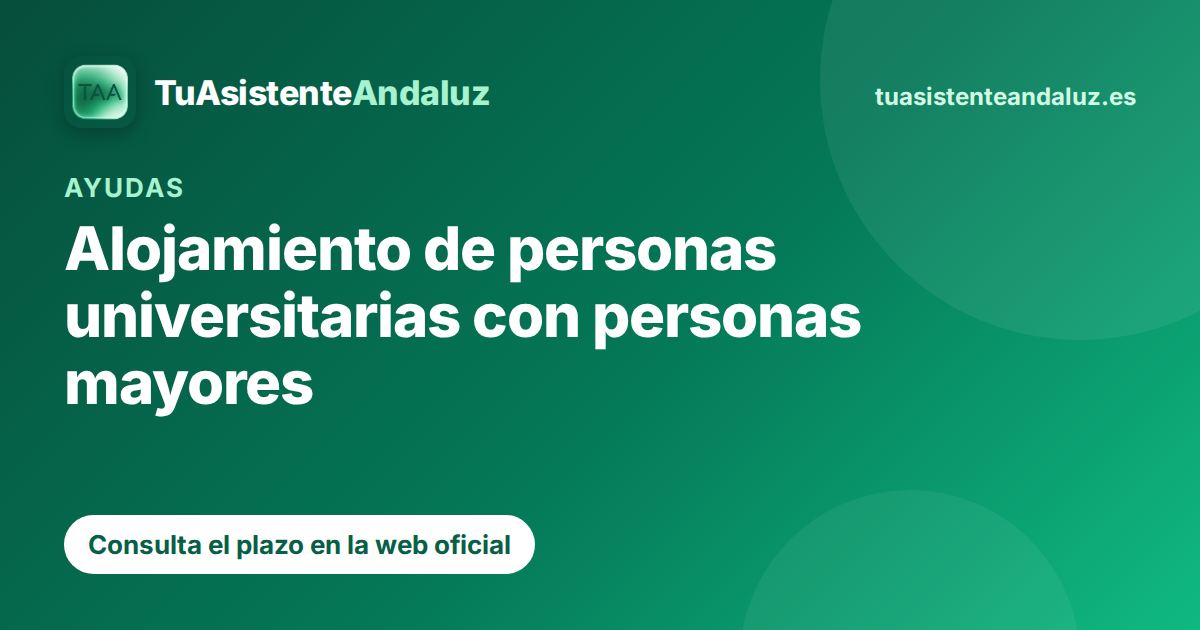 TAA
TuAsistenteAndaluz
tuasistenteandaluz.es
AYUDAS
Alojamiento de personas
universitarias con personas
mayores
Consulta el plazo en la web oficial